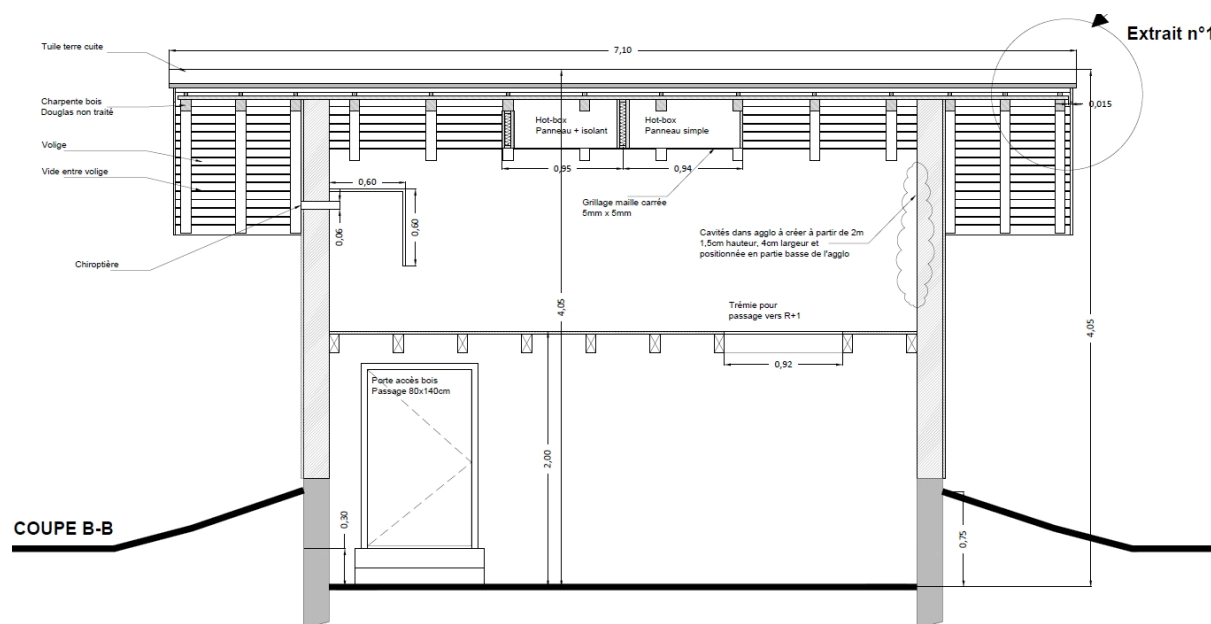 Extrait n°1
Tuile terre cuite
7,10
Charpente bois
Douglas non traité
0,015
Hot-box
Panneau + isolant
Hot-box
Panneau simple
Volige
Vide entre volige
0,95
0,94
0,60
Grillage maille carrée
5mm x 5mm
0,06
0,60
Cavités dans agglo à créer à partir de 2m
1,5cm hauteur, 4cm largeur et
positionnée en partie basse de l'agglo
Chiroptière
4,05
Trémie pour
passage vers R+1
4,05
0,92
Porte accès bois
Passage 80x140cm
2,00
0,30
COUPE B-B
0,75